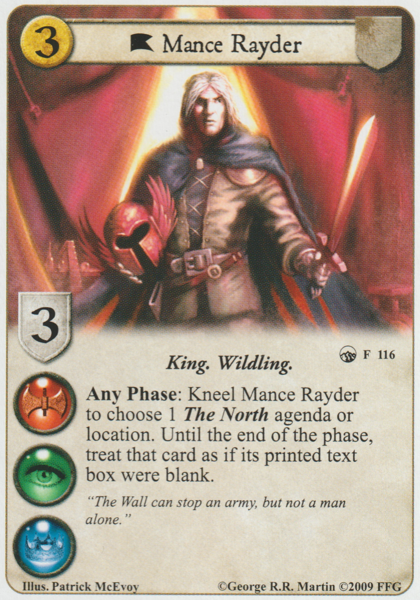 3
Mance Rayder
3
King. Wildling.
F 116
Any Phase: Kneel Mance Rayder
to choose 1 The North agenda or
location. Until the end of the phase,
treat that card as if its printed text
box were blank.
“The Wall can stop an army, but not a man
alone.”
Illus. Patrick McEvoy
©George R.R. Martin ©2009 FFG